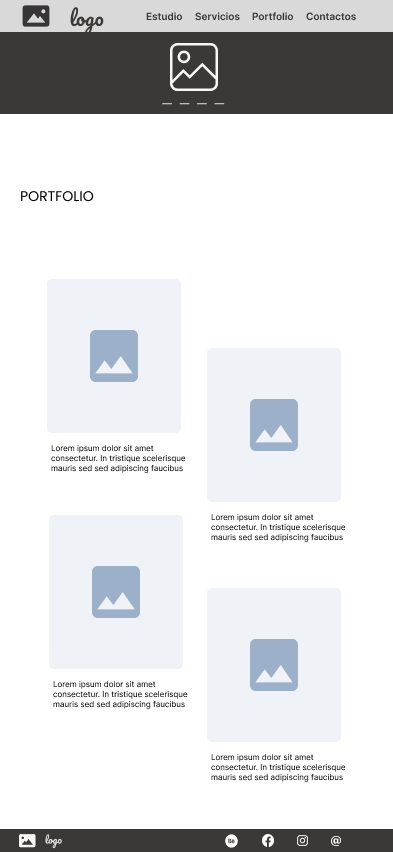 logo
Estudio Servicios Portfolio Contactos
PORTFOLIO
Lorem ipsum dolor sit amet
consectetur. In tristique scelerisque
mauris sed sed adipiscing faucibus
Lorem ipsum dolor sit amet
consectetur. In tristique scelerisque
mauris sed sed adipiscing faucibus
Lorem ipsum dolor sit amet
consectetur. In tristique scelerisque
mauris sed sed adipiscing faucibus
Lorem ipsum dolor sit amet
consectetur. In tristique scelerisque
mauris sed sed adipiscing faucibus
logo
Bē
@